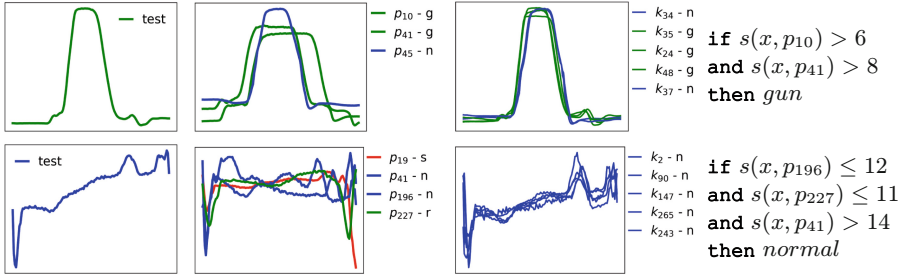 test
p₁₀ - g
p₄₁ - g
p₄₅ - n
k₃₄ - n
k₃₅ - g
k₂₄ - g
k₄₈ - g
k₃₇ - n
if s(x, p₁₀) > 6
and s(x, p₄₁) > 8
then gun
test
p₁₉ - s
p₄₁ - n
p₁₉₆ - n
p₂₂₇ - r
k₂ - n
k₉₀ - n
k₁₄₇ - n
k₂₆₅ - n
k₂₄₃ - n
if s(x, p₁₉₆) ≤ 12
and s(x, p₂₂₇) ≤ 11
and s(x, p₄₁) > 14
then normal